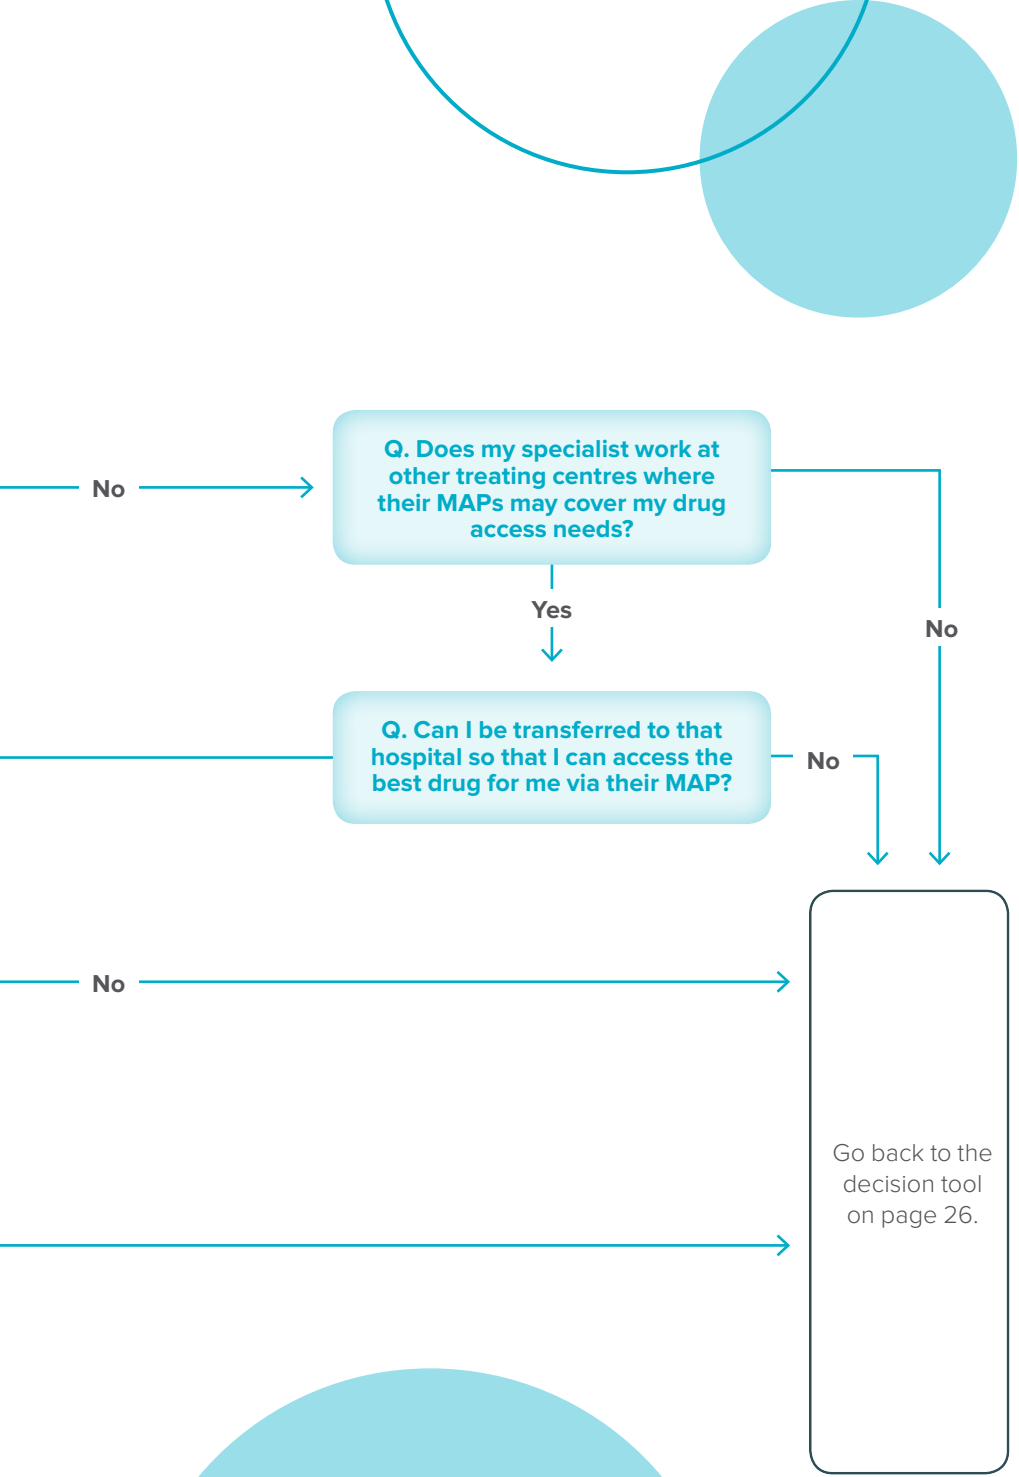 No
Q. Does my specialist work at
other treating centres where
their MAPs may cover my drug
access needs?
Yes
No
Q. Can I be transferred to that
hospital so that I can access the
best drug for me via their MAP?
No
No
Go back to the
decision tool
on page 26.